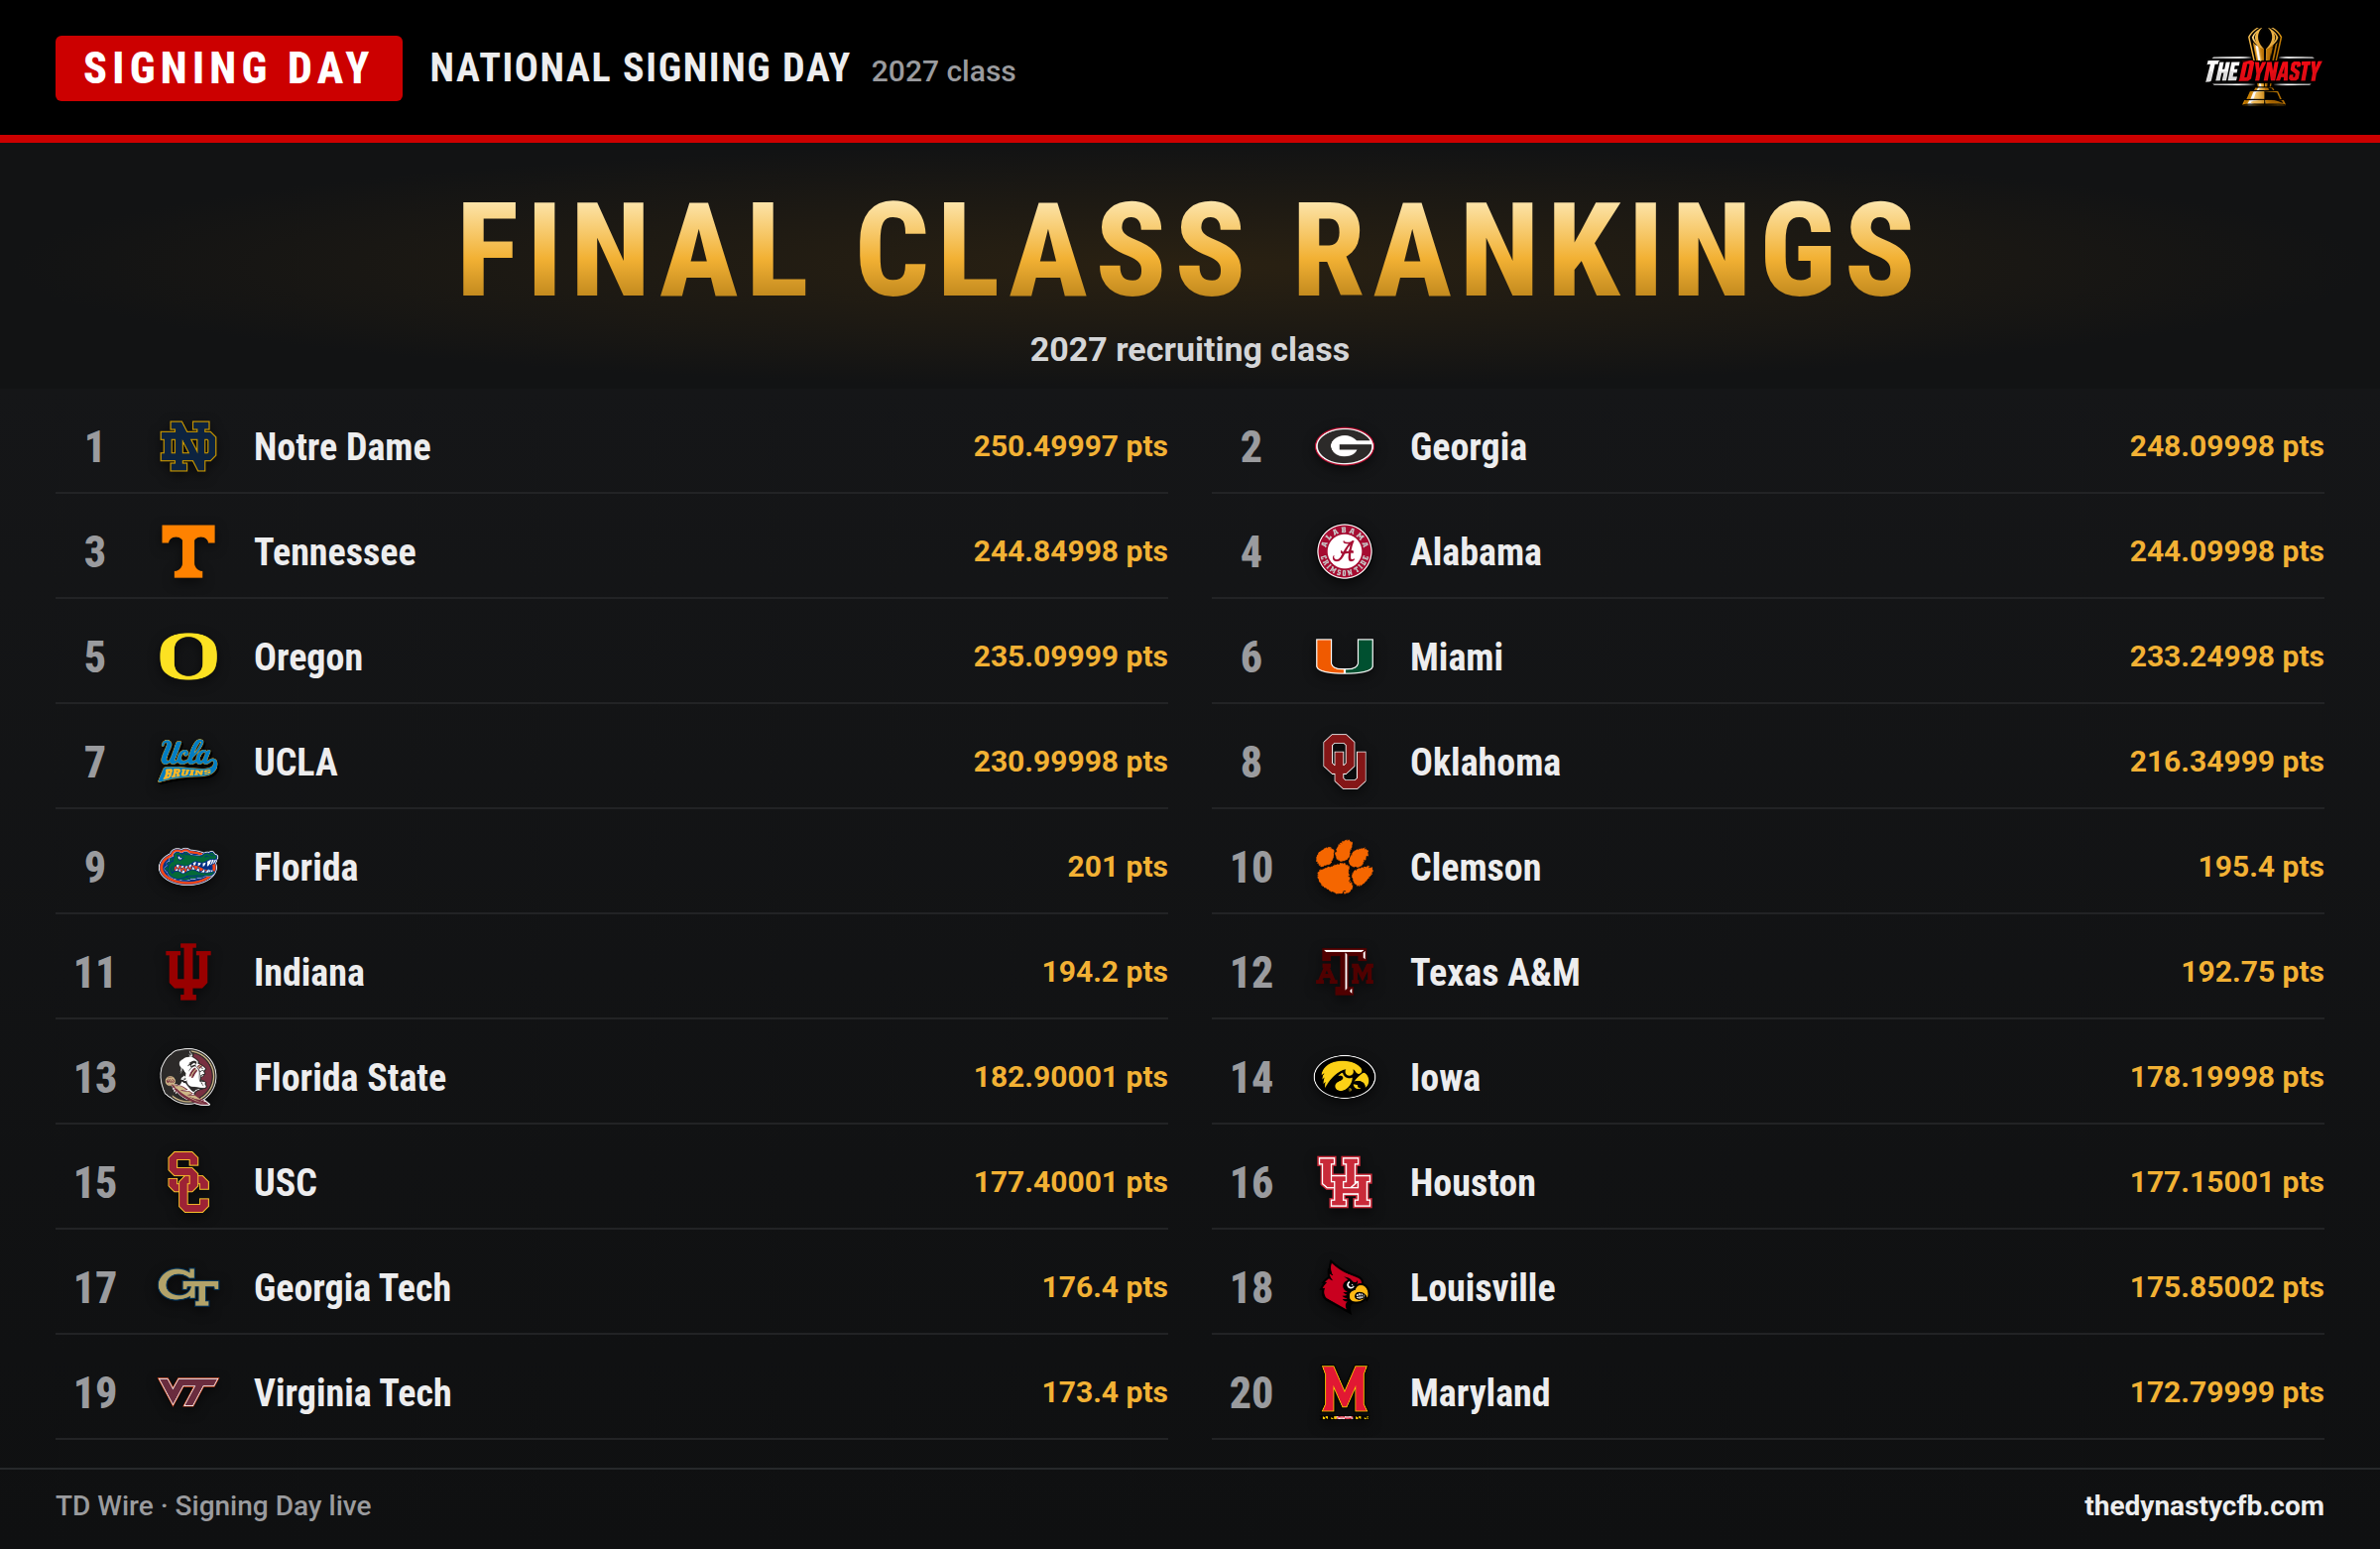 SIGNING DAY NATIONAL SIGNING DAY 2027 class
THE DYNASTY
FINAL CLASS RANKINGS
2027 recruiting class
1 Notre Dame 250.49997 pts
2 Georgia 248.09998 pts
3 Tennessee 244.84998 pts
4 Alabama 244.09998 pts
5 Oregon 235.09999 pts
6 Miami 233.24998 pts
7 Ucla BRUINS UCLA 230.99998 pts
8 Oklahoma 216.34999 pts
9 Florida 201 pts
10 Clemson 195.4 pts
11 Indiana 194.2 pts
12 Texas A&M 192.75 pts
13 Florida State 182.90001 pts
14 Iowa 178.19998 pts
15 USC 177.40001 pts
16 Houston 177.15001 pts
17 Georgia Tech 176.4 pts
18 Louisville 175.85002 pts
19 Virginia Tech 173.4 pts
20 Maryland 172.79999 pts
TD Wire · Signing Day live
thedynastycfb.com